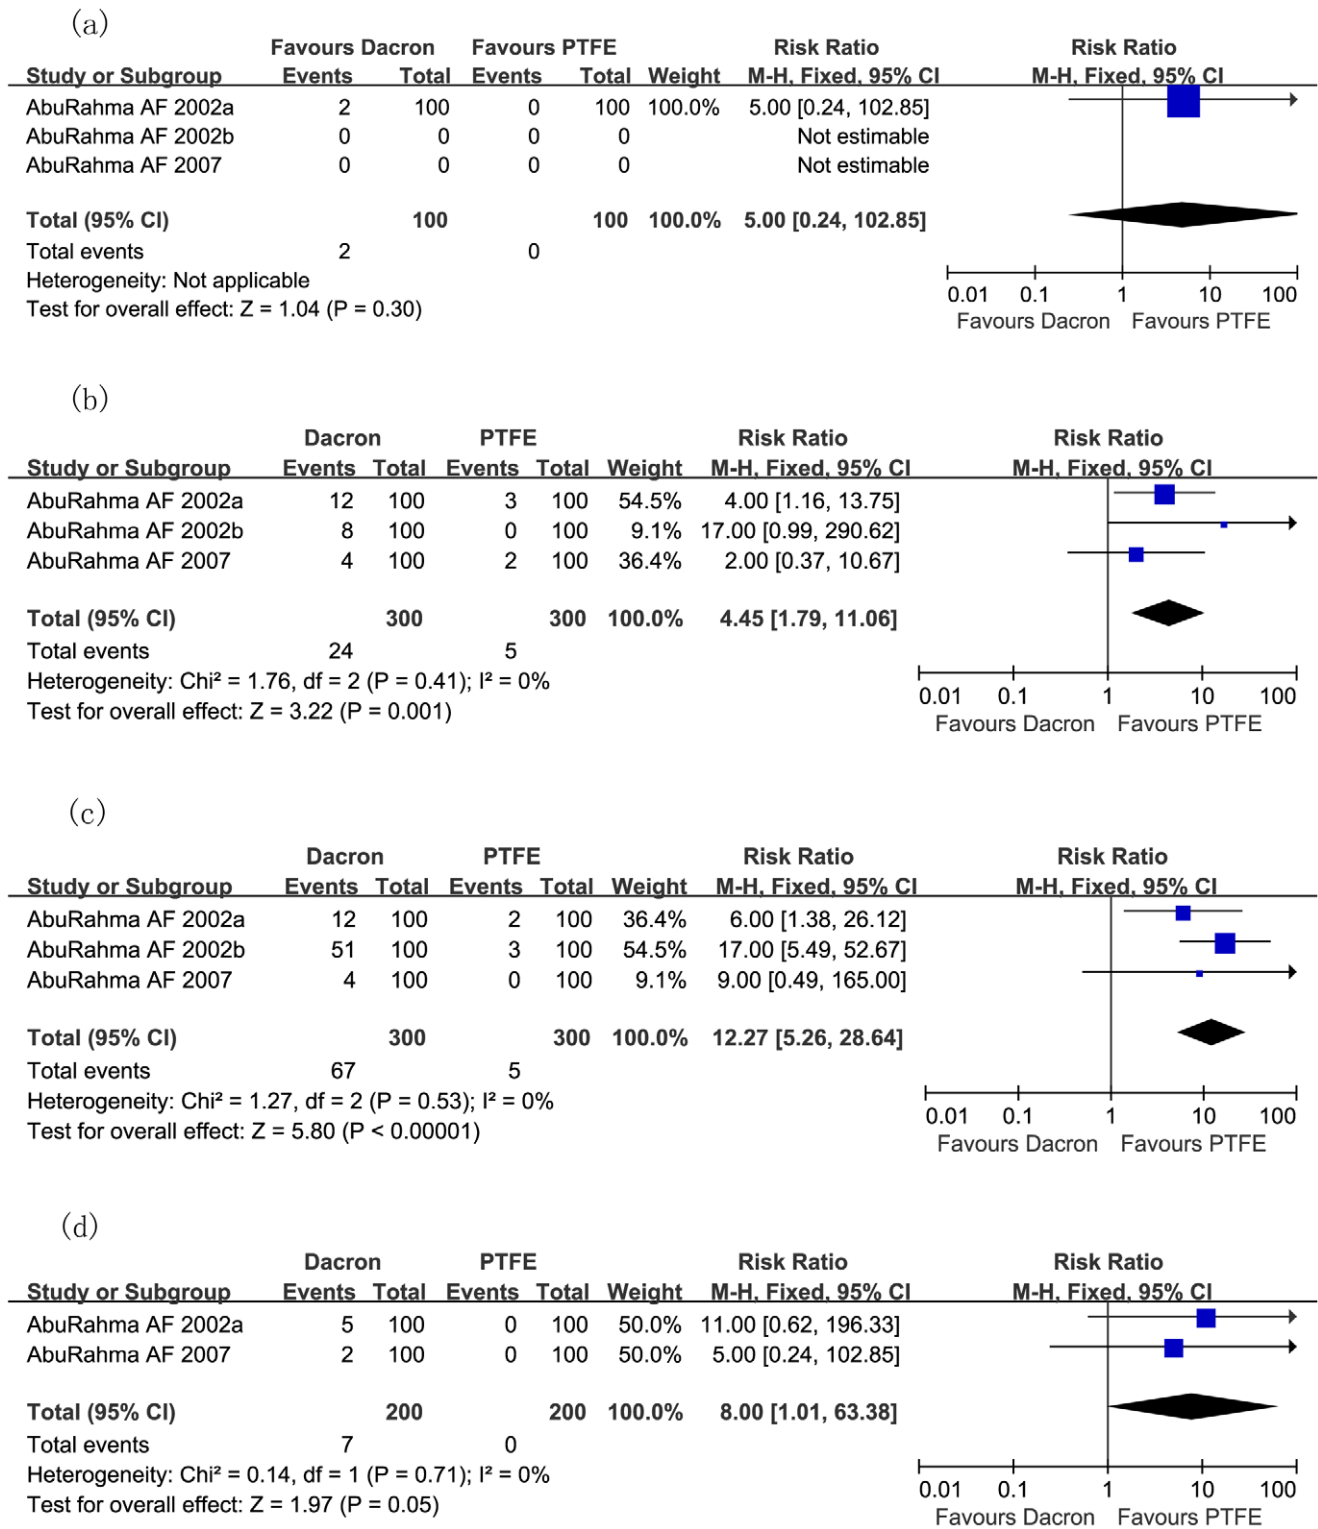 (a)
Favours Dacron Favours PTFE Risk Ratio Risk Ratio
Study or Subgroup Events Total Events Total Weight M-H, Fixed, 95% CI M-H, Fixed, 95% CI
AbuRahma AF 2002a 2 100 0 100 100.0% 5.00 [0.24, 102.85]
AbuRahma AF 2002b 0 0 0 0 Not estimable
AbuRahma AF 2007 0 0 0 0 Not estimable
Total (95% CI) 100 100 100.0% 5.00 [0.24, 102.85]
Total events 2 0
Heterogeneity: Not applicable
Test for overall effect: Z = 1.04 (P = 0.30)
0.01 0.1 1 10 100
Favours Dacron Favours PTFE
(b)
Dacron PTFE Risk Ratio Risk Ratio
Study or Subgroup Events Total Events Total Weight M-H, Fixed, 95% CI M-H, Fixed, 95% CI
AbuRahma AF 2002a 12 100 3 100 54.5% 4.00 [1.16, 13.75]
AbuRahma AF 2002b 8 100 0 100 9.1% 17.00 [0.99, 290.62]
AbuRahma AF 2007 4 100 2 100 36.4% 2.00 [0.37, 10.67]
Total (95% CI) 300 300 100.0% 4.45 [1.79, 11.06]
Total events 24 5
Heterogeneity: Chi² = 1.76, df = 2 (P = 0.41); I² = 0%
Test for overall effect: Z = 3.22 (P = 0.001)
0.01 0.1 1 10 100
Favours Dacron Favours PTFE
(c)
Dacron PTFE Risk Ratio Risk Ratio
Study or Subgroup Events Total Events Total Weight M-H, Fixed, 95% CI M-H, Fixed, 95% CI
AbuRahma AF 2002a 12 100 2 100 36.4% 6.00 [1.38, 26.12]
AbuRahma AF 2002b 51 100 3 100 54.5% 17.00 [5.49, 52.67]
AbuRahma AF 2007 4 100 0 100 9.1% 9.00 [0.49, 165.00]
Total (95% CI) 300 300 100.0% 12.27 [5.26, 28.64]
Total events 67 5
Heterogeneity: Chi² = 1.27, df = 2 (P = 0.53); I² = 0%
Test for overall effect: Z = 5.80 (P < 0.00001)
0.01 0.1 1 10 100
Favours Dacron Favours PTFE
(d)
Dacron PTFE Risk Ratio Risk Ratio
Study or Subgroup Events Total Events Total Weight M-H, Fixed, 95% CI M-H, Fixed, 95% CI
AbuRahma AF 2002a 5 100 0 100 50.0% 11.00 [0.62, 196.33]
AbuRahma AF 2007 2 100 0 100 50.0% 5.00 [0.24, 102.85]
Total (95% CI) 200 200 100.0% 8.00 [1.01, 63.38]
Total events 7 0
Heterogeneity: Chi² = 0.14, df = 1 (P = 0.71); I² = 0%
Test for overall effect: Z = 1.97 (P = 0.05)
0.01 0.1 1 10 100
Favours Dacron Favours PTFE